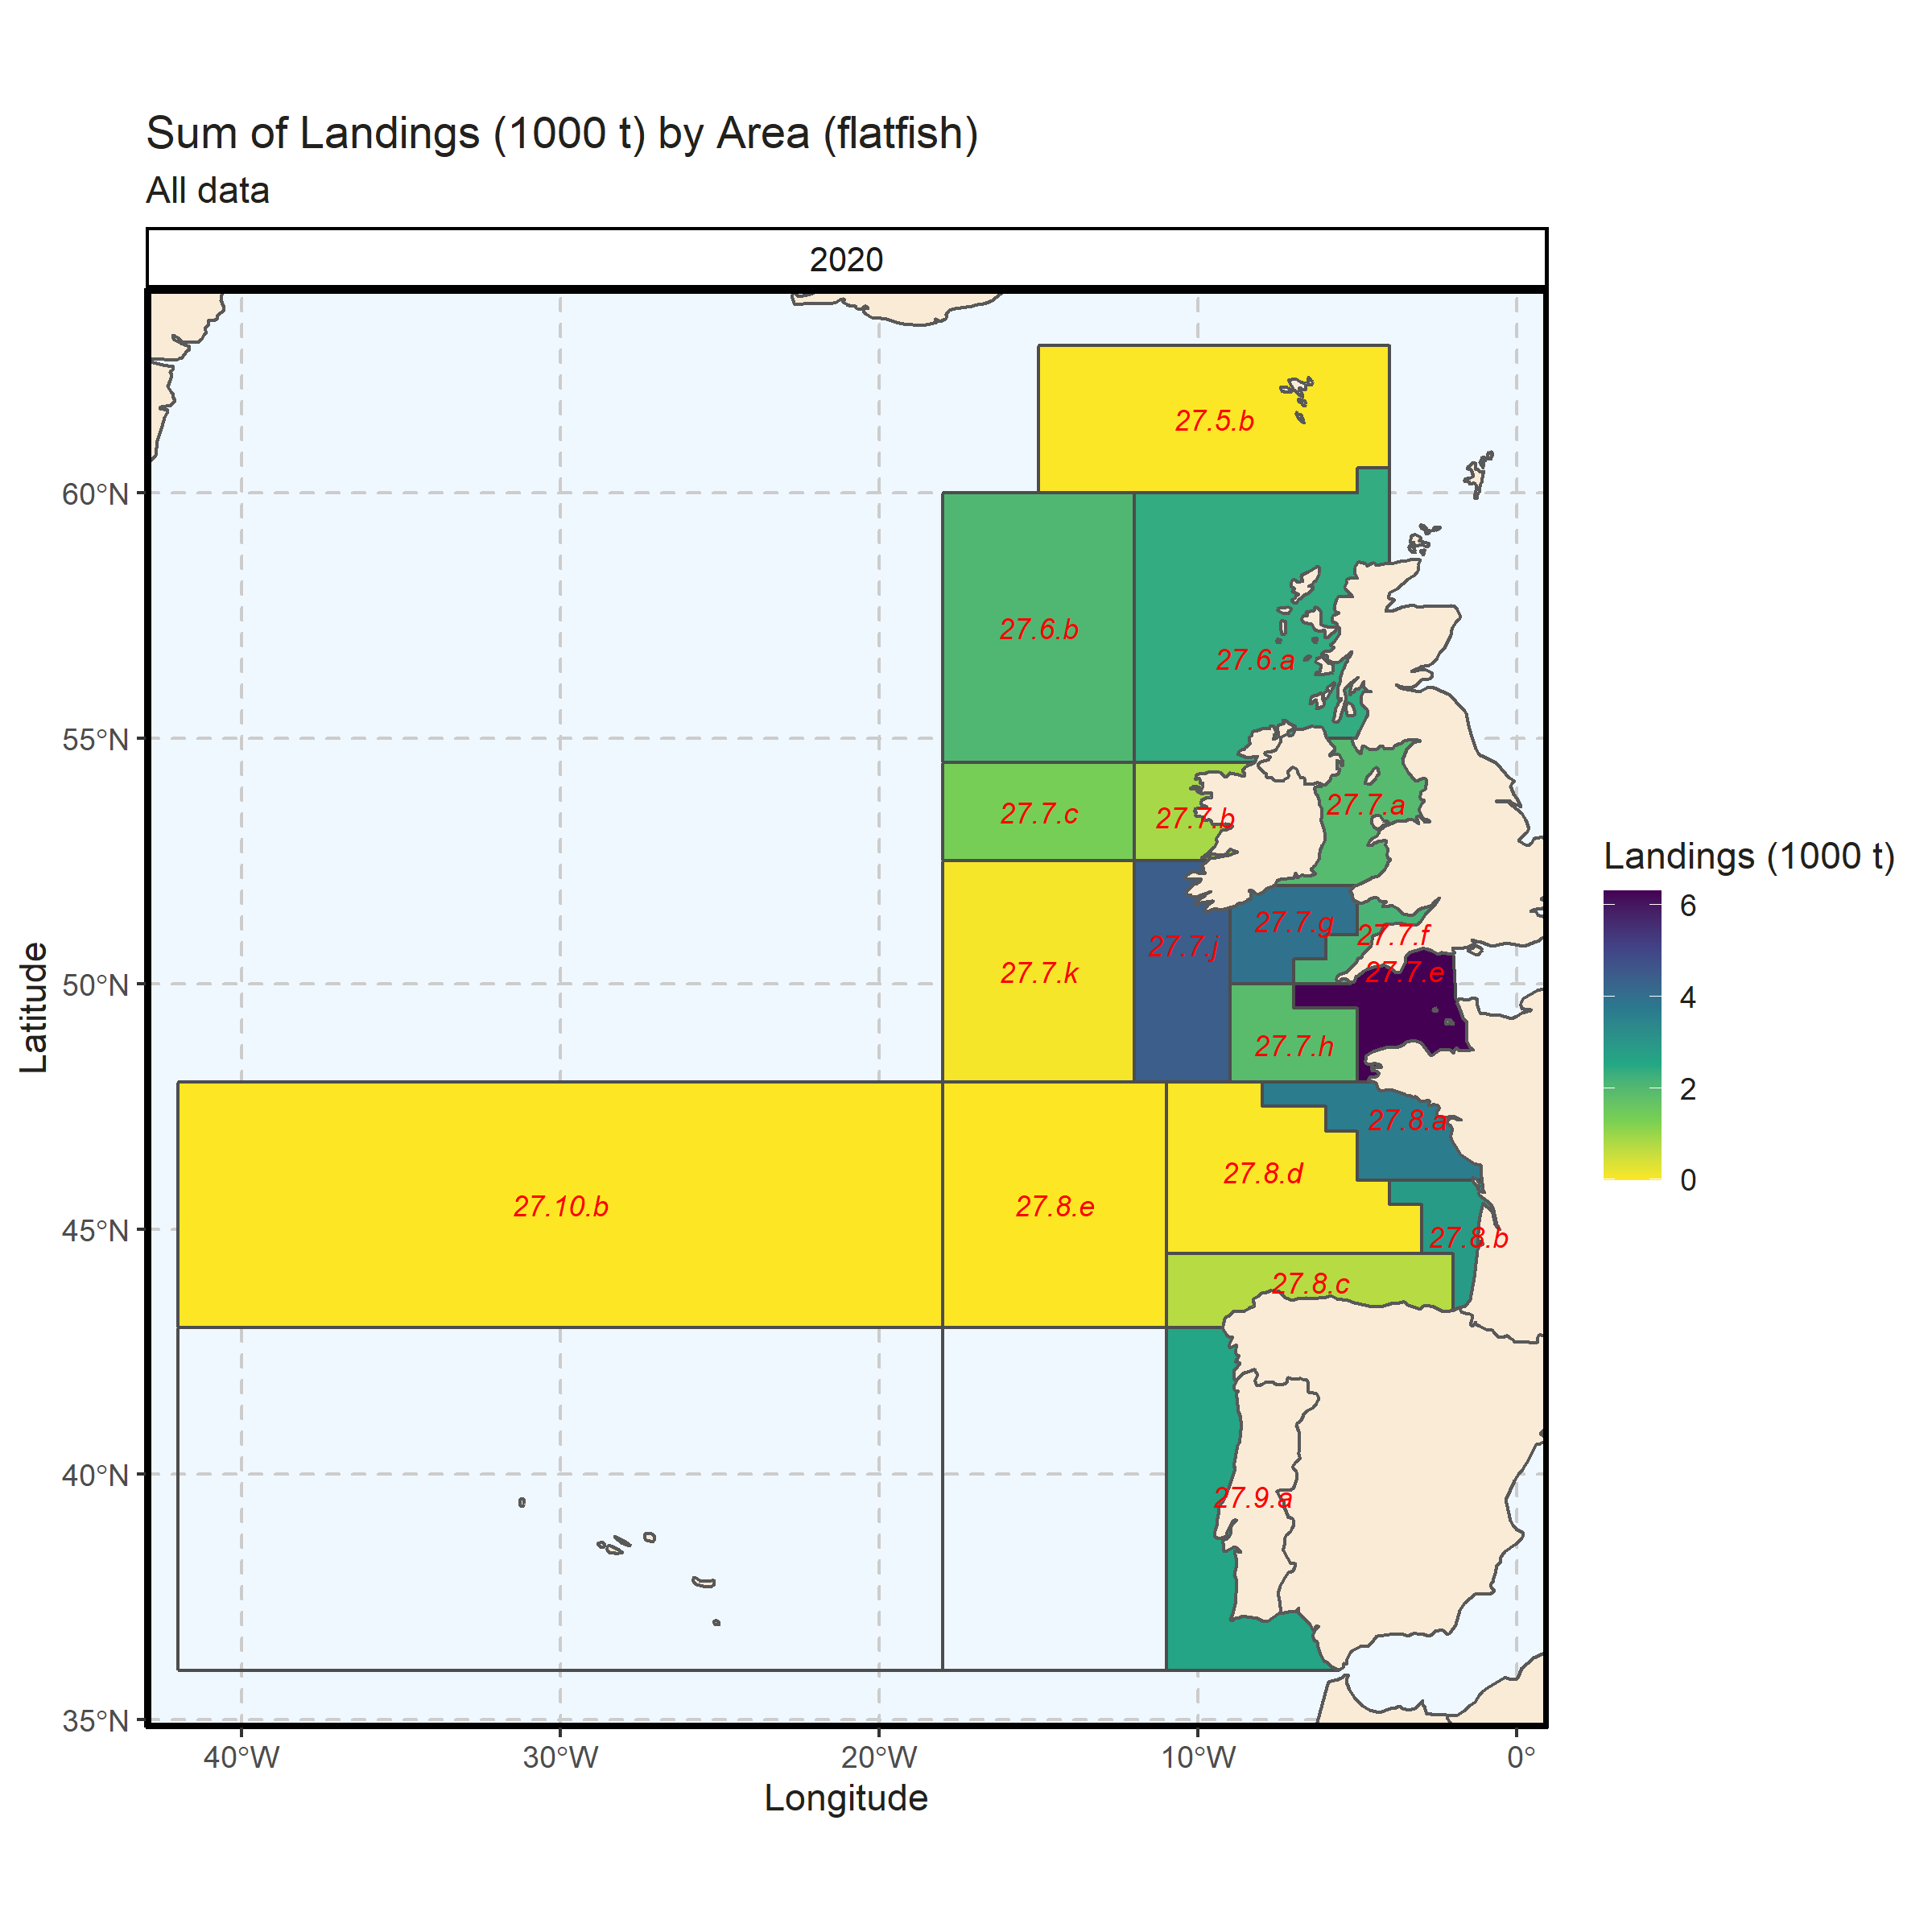 Sum of Landings (1000 t) by Area (flatfish)
All data
2020
27.5.b
60°N
27.6.b
27.6.a
55°N
27.7.c
27.7.b
27.7.a
27.7.g
27.7.f
27.7.j
27.7.k
27.7.e
50°N
27.7.h
27.8.a
27.8.d
27.10.b
27.8.e
45°N
27.8.b
27.8.c
40°N
27.9.a
35°N
40°W
30°W
20°W
10°W
0°
Longitude
Latitude
Landings (1000 t)
6
4
2
0